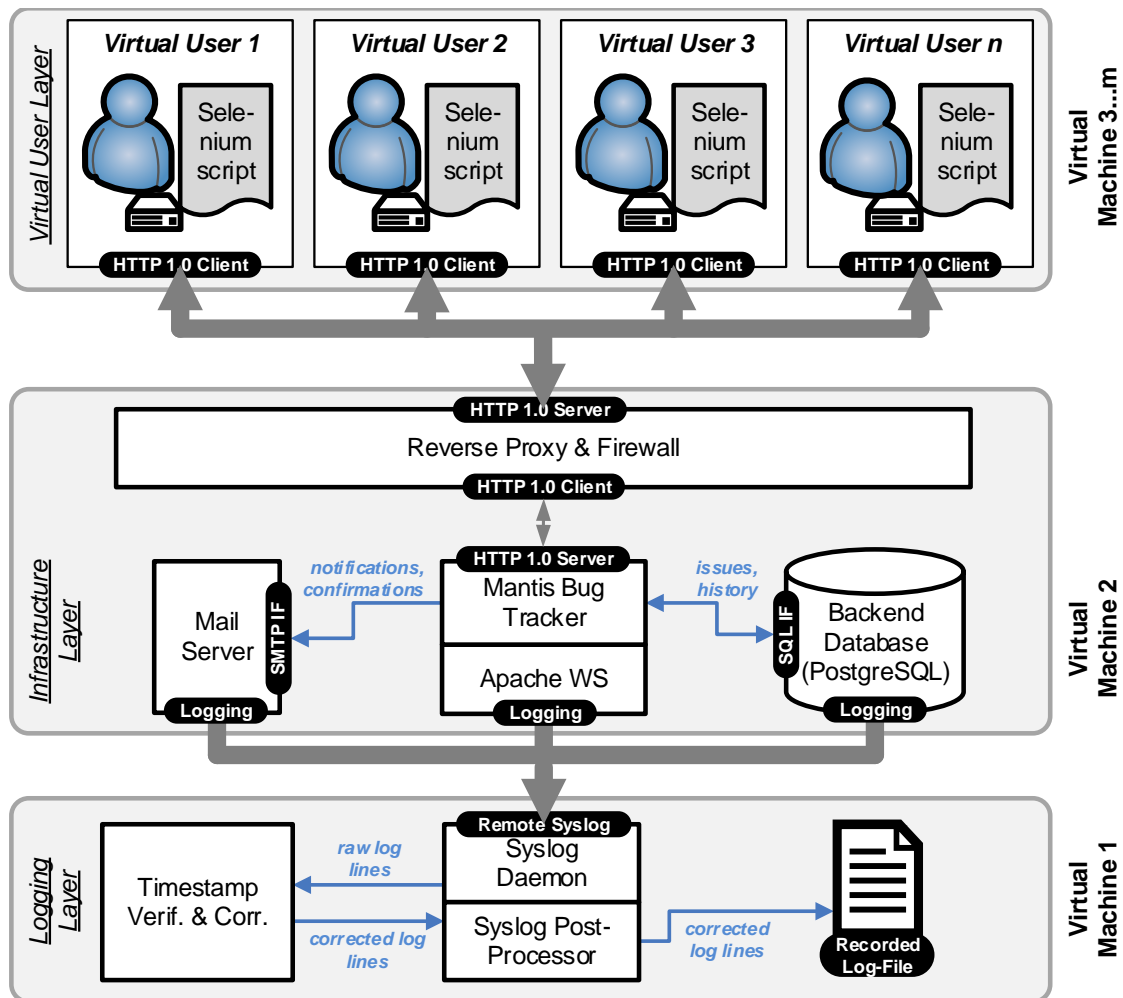 Virtual User Layer
Virtual User 1
Virtual User 2
Virtual User 3
Virtual User n
Sele-
nium
script
Sele-
nium
script
Sele-
nium
script
Sele-
nium
script
HTTP 1.0 Client
HTTP 1.0 Client
HTTP 1.0 Client
HTTP 1.0 Client
Virtual
Machine 3...m
HTTP 1.0 Server
Reverse Proxy & Firewall
HTTP 1.0 Client
Infrastructure
Layer
Mail
Server
SMTP IF
Logging
notifications,
confirmations
HTTP 1.0 Server
Mantis Bug
Tracker
Apache WS
Logging
issues,
history
SQL IF
Backend
Database
(PostgreSQL)
Logging
Virtual
Machine 2
Logging
Layer
Timestamp
Verif. & Corr.
raw log
lines
corrected log
lines
Remote Syslog
Syslog
Daemon
Syslog Post-
Processor
corrected
log lines
Recorded
Log-File
Virtual
Machine 1